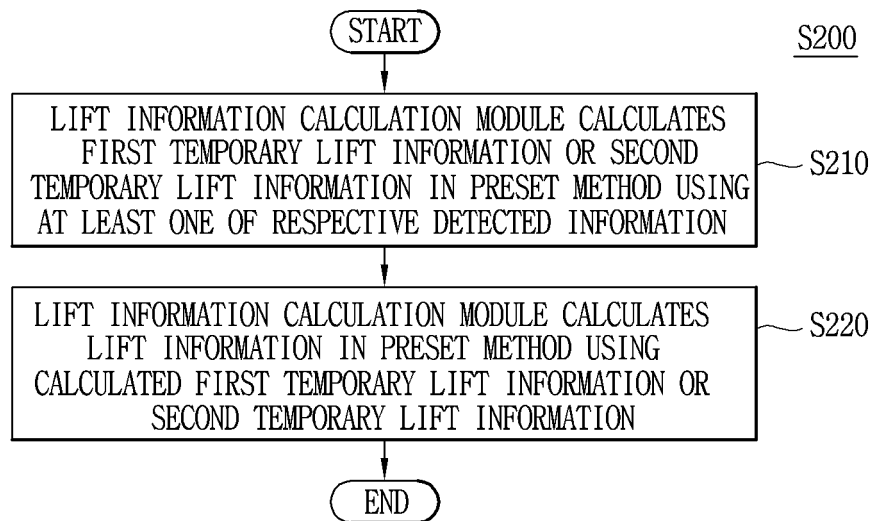 START
S200
LIFT INFORMATION CALCULATION MODULE CALCULATES
FIRST TEMPORARY LIFT INFORMATION OR SECOND
TEMPORARY LIFT INFORMATION IN PRESET METHOD USING
AT LEAST ONE OF RESPECTIVE DETECTED INFORMATION
S210
LIFT INFORMATION CALCULATION MODULE CALCULATES
LIFT INFORMATION IN PRESET METHOD USING
CALCULATED FIRST TEMPORARY LIFT INFORMATION OR
SECOND TEMPORARY LIFT INFORMATION
S220
END